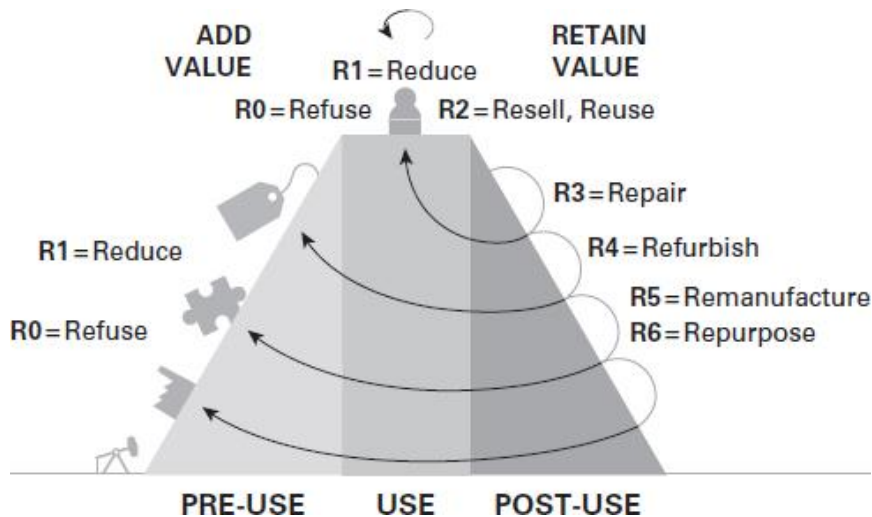 ADD
VALUE
RETAIN
VALUE
R1=Reduce
R0=Refuse
R2=Resell, Reuse
R3=Repair
R1=Reduce
R4=Refurbish
R5=Remanufacture
R0=Refuse
R6=Repurpose
PRE-USE
USE
POST-USE